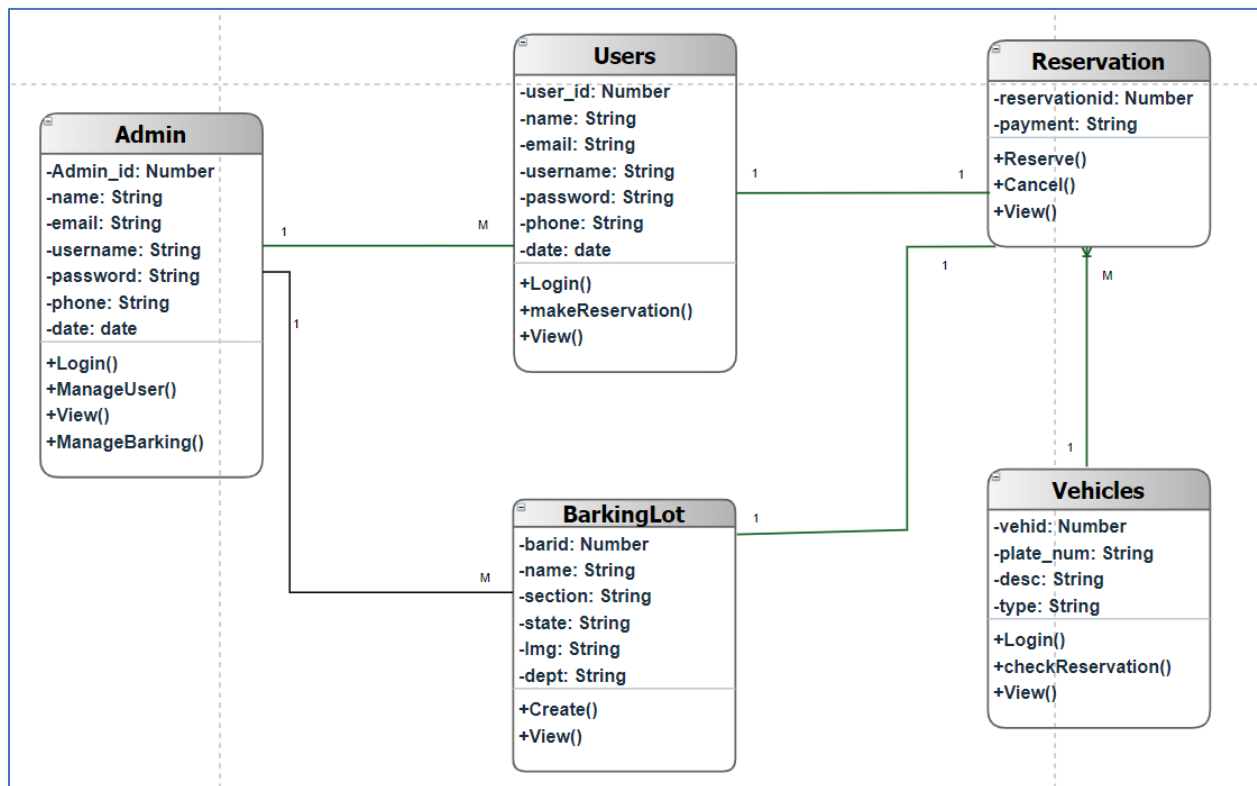 Admin
-Admin_id: Number
-name: String
-email: String
-username: String
-password: String
-phone: String
-date: date
+Login()
+ManageUser()
+View()
+ManageBarking()
1
M
1
M
Users
-user_id: Number
-name: String
-email: String
-username: String
-password: String
-phone: String
-date: date
+Login()
+makeReservation()
+View()
1
1
Reservation
-reservationid: Number
-payment: String
+Reserve()
+Cancel()
+View()
1
M
BarkingLot
-barid: Number
-name: String
-section: String
-state: String
-Img: String
-dept: String
+Create()
+View()
1
1
Vehicles
-vehid: Number
-plate_num: String
-desc: String
-type: String
+Login()
+checkReservation()
+View()